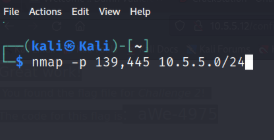 File Actions Edit View Help
(kali㉿Kali)-[~]
$ nmap -p 139,445 10.5.5.0/24